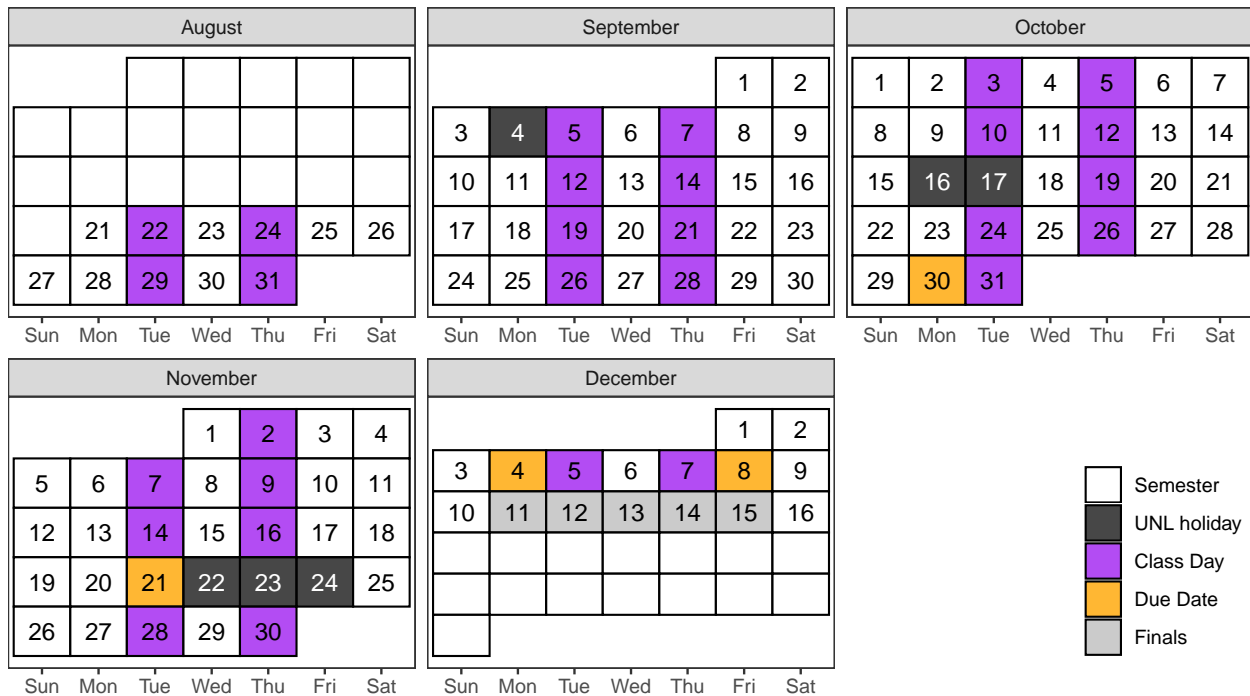 August
21 22 23 24 25 26
27 28 29 30 31
Sun Mon Tue Wed Thu Fri Sat
September
1 2
3 4 5 6 7 8 9
10 11 12 13 14 15 16
17 18 19 20 21 22 23
24 25 26 27 28 29 30
Sun Mon Tue Wed Thu Fri Sat
October
1 2 3 4 5 6 7
8 9 10 11 12 13 14
15 16 17 18 19 20 21
22 23 24 25 26 27 28
29 30 31
Sun Mon Tue Wed Thu Fri Sat
November
1 2 3 4
5 6 7 8 9 10 11
12 13 14 15 16 17 18
19 20 21 22 23 24 25
26 27 28 29 30
Sun Mon Tue Wed Thu Fri Sat
December
1 2
3 4 5 6 7 8 9
10 11 12 13 14 15 16
Sun Mon Tue Wed Thu Fri Sat
Semester
UNL holiday
Class Day
Due Date
Finals